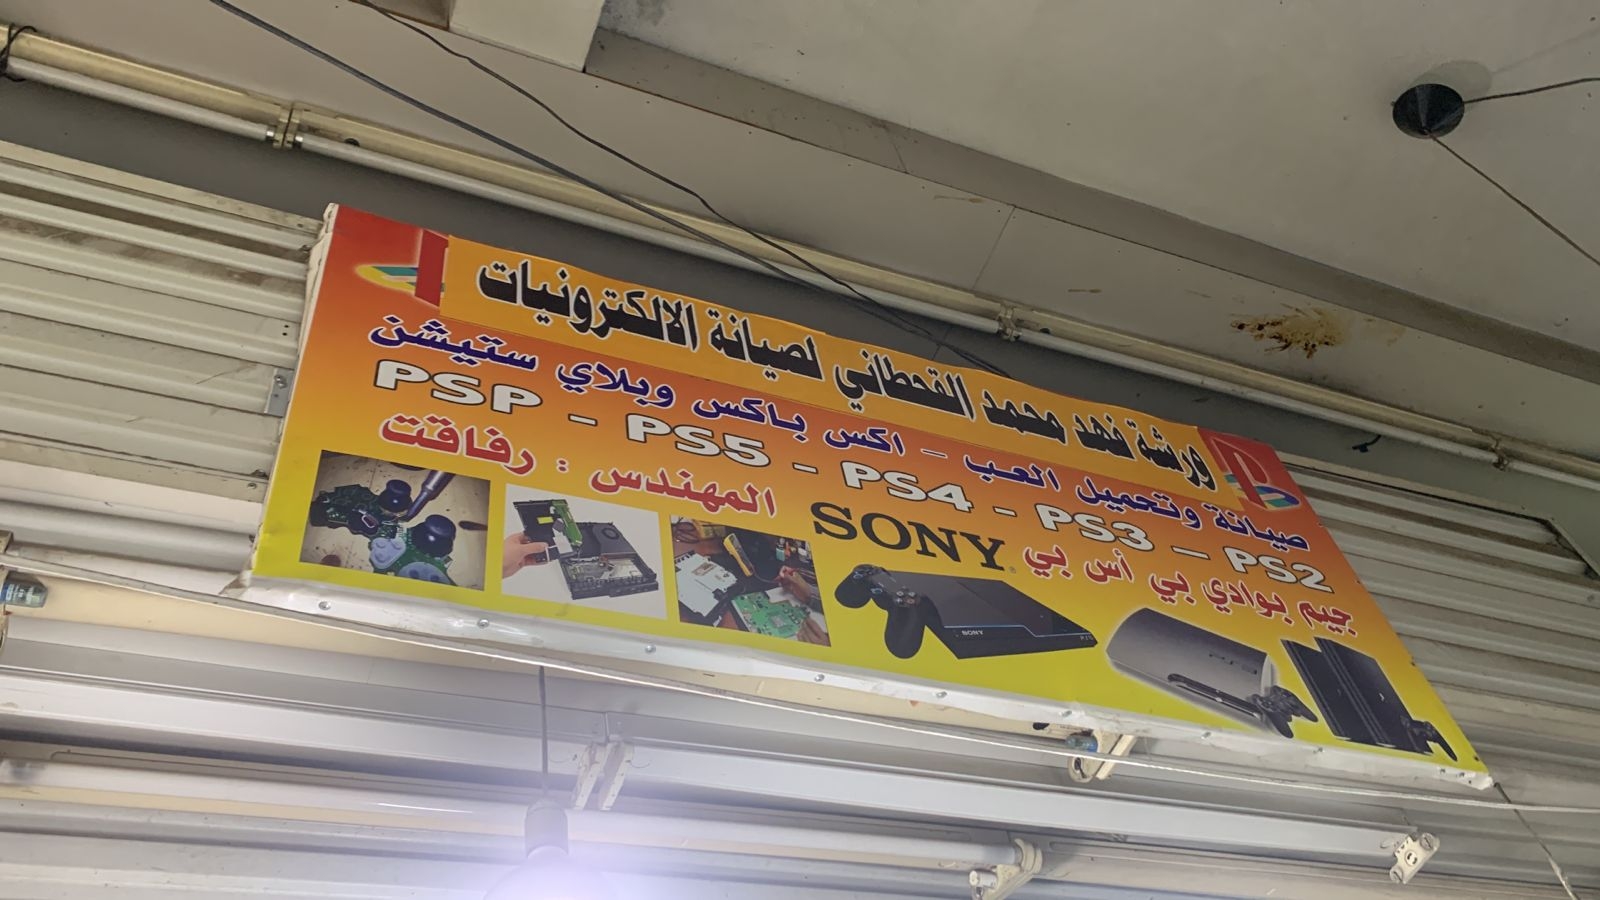 ورشة فهد محمد القحطاني لصيانة الالكترونيات
صيانة وتحميل العب - اكس باكس وبلاي ستيشن
PSP - PS5 - PS4 - PS3 - PS2
جيم بوادي بي أس بي
SONY
المهندس : رفاقت
SONY